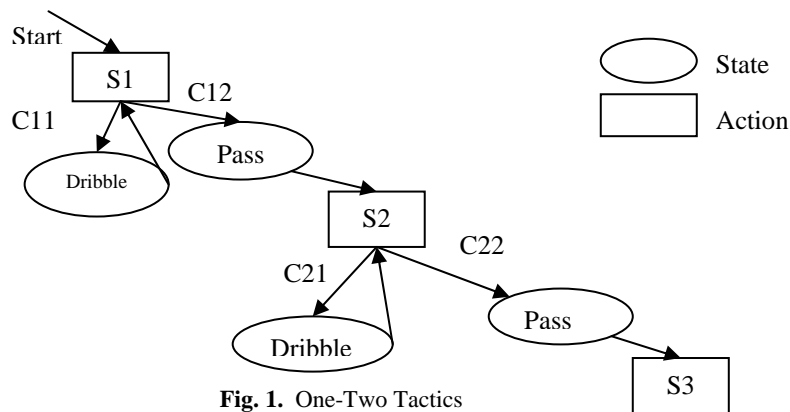 Start
S1
State
C11
C12
Action
Dribble
Pass
S2
C21
C22
Dribble
Pass
S3
Fig. 1. One-Two Tactics